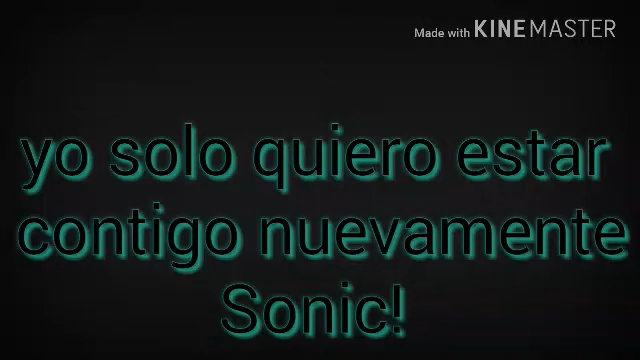 Made with KINEMASTER
yo solo quiero estar
contigo nuevamente
Sonic!